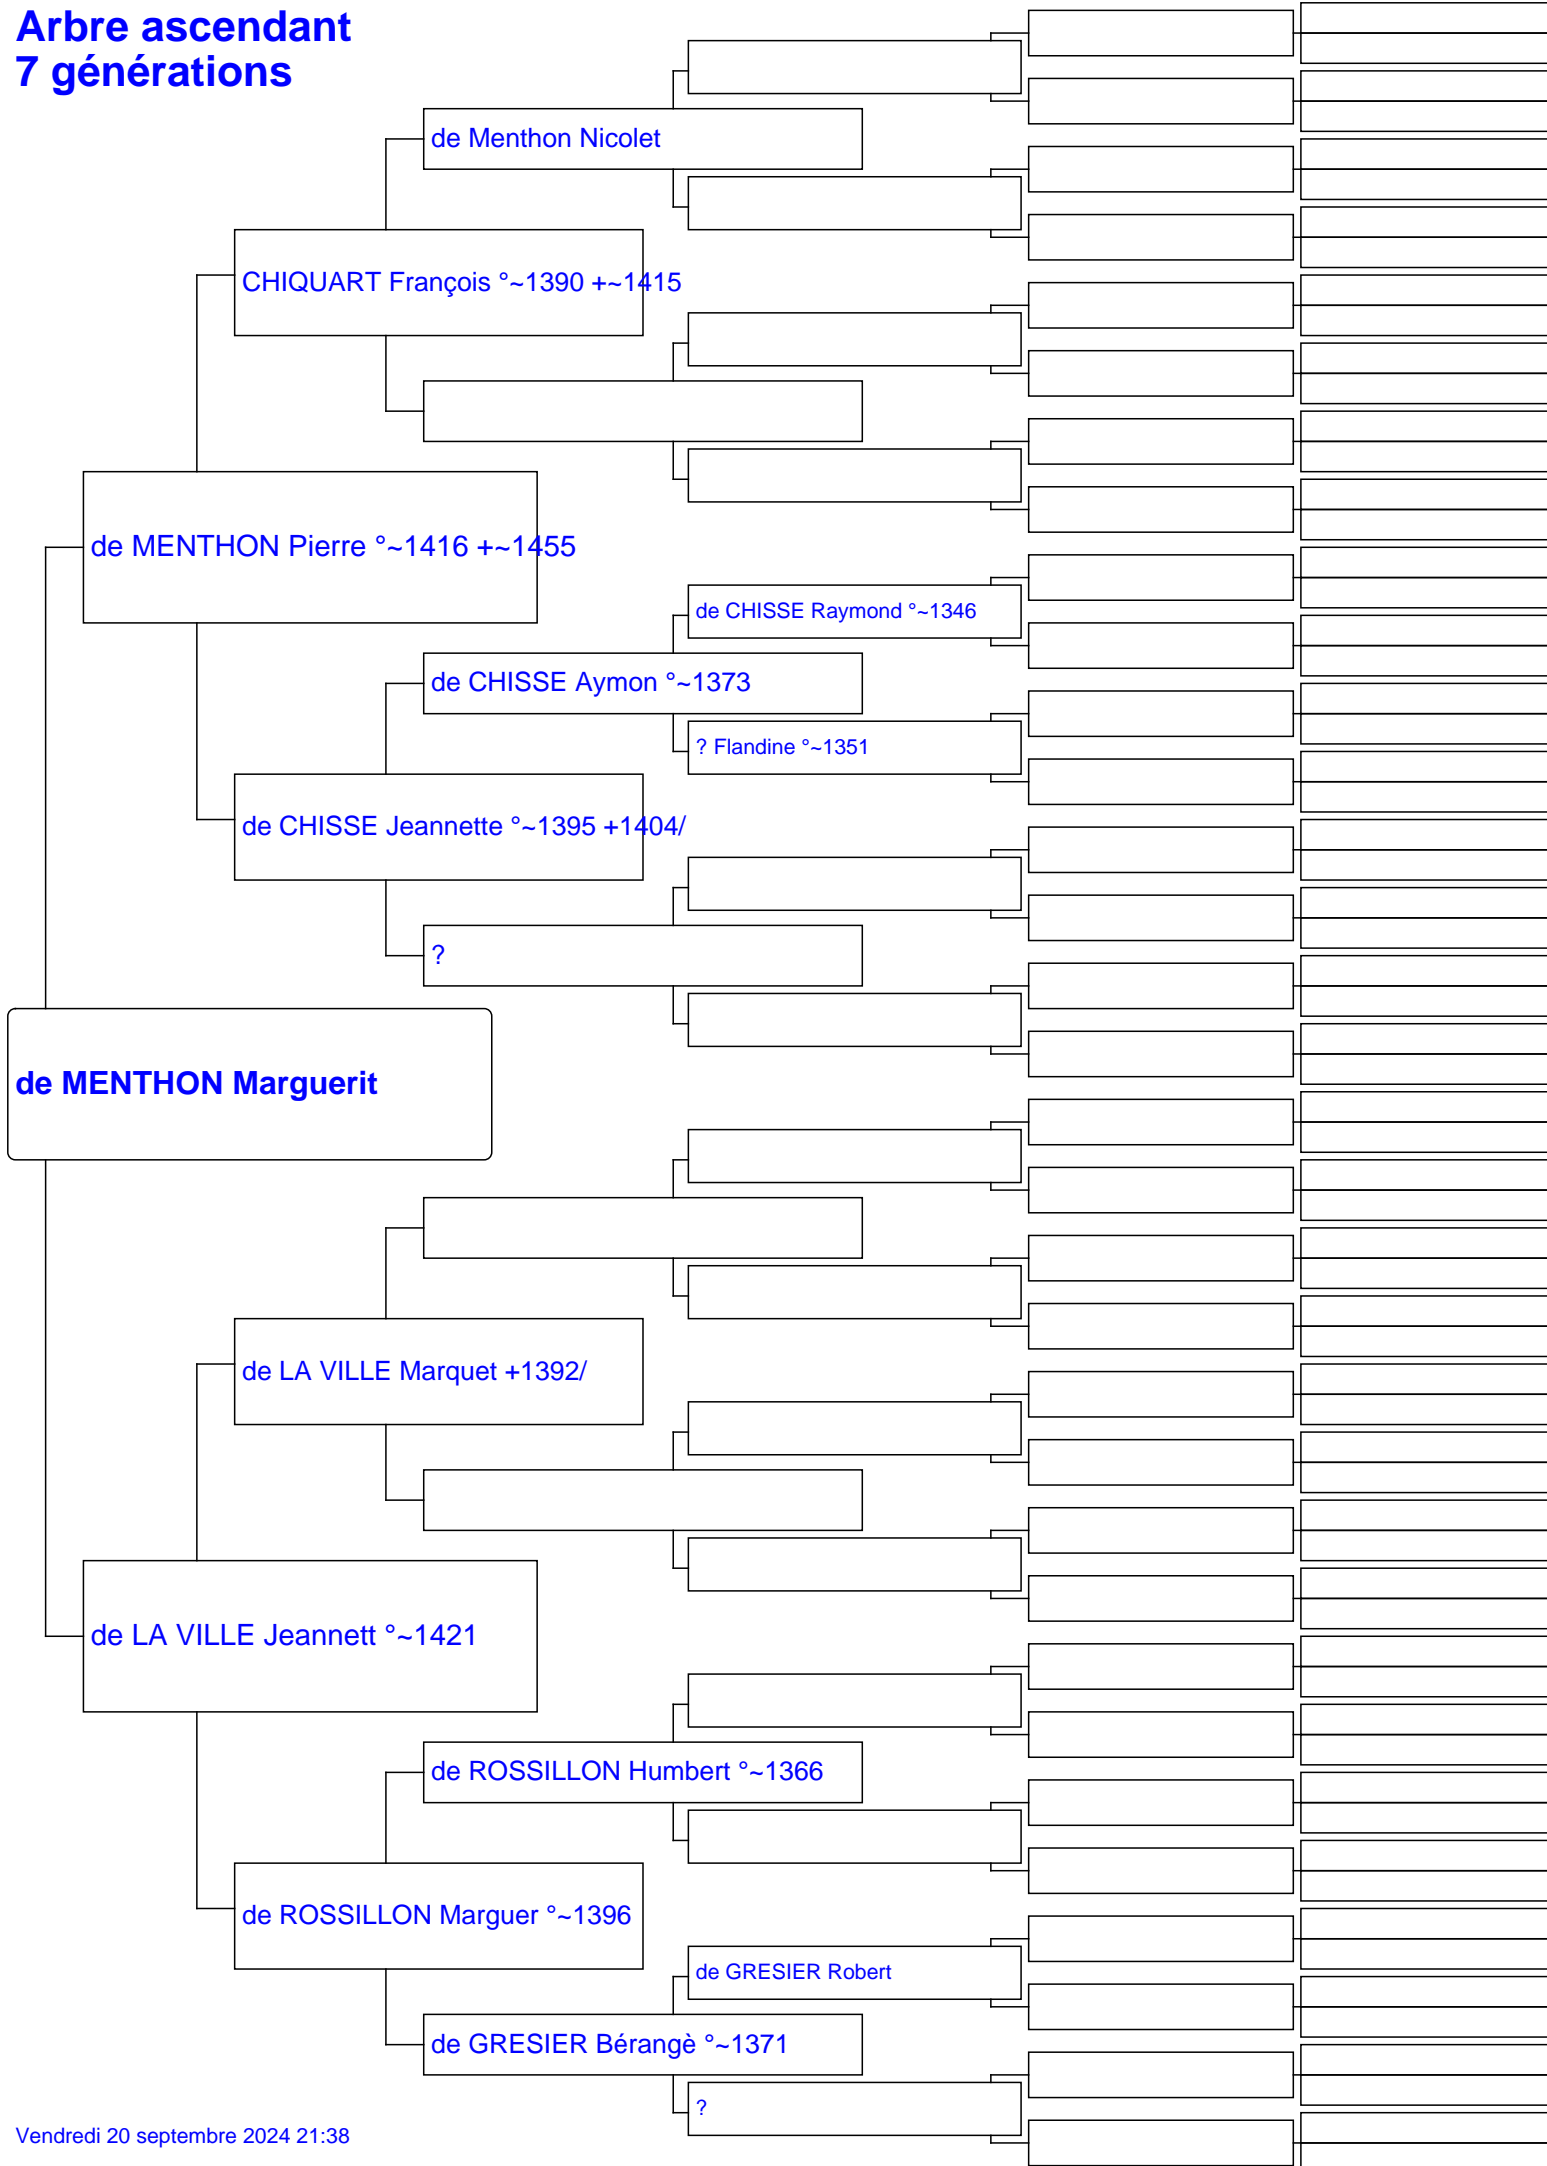 Arbre ascendant
7 générations
de Menthon Nicolet
CHIQUART François °~1390 +~1415
de MENTHON Pierre °~1416 +~1455
de CHISSE Raymond °~1346
de CHISSE Aymon °~1373
? Flandine °~1351
de CHISSE Jeannette °~1395 +1404/
?
de MENTHON Marguerit
de LA VILLE Marquet +1392/
de LA VILLE Jeannett °~1421
de ROSSILLON Humbert °~1366
de ROSSILLON Marguer °~1396
de GRESIER Robert
de GRESIER Bérangè °~1371
?
Vendredi 20 septembre 2024 21:38